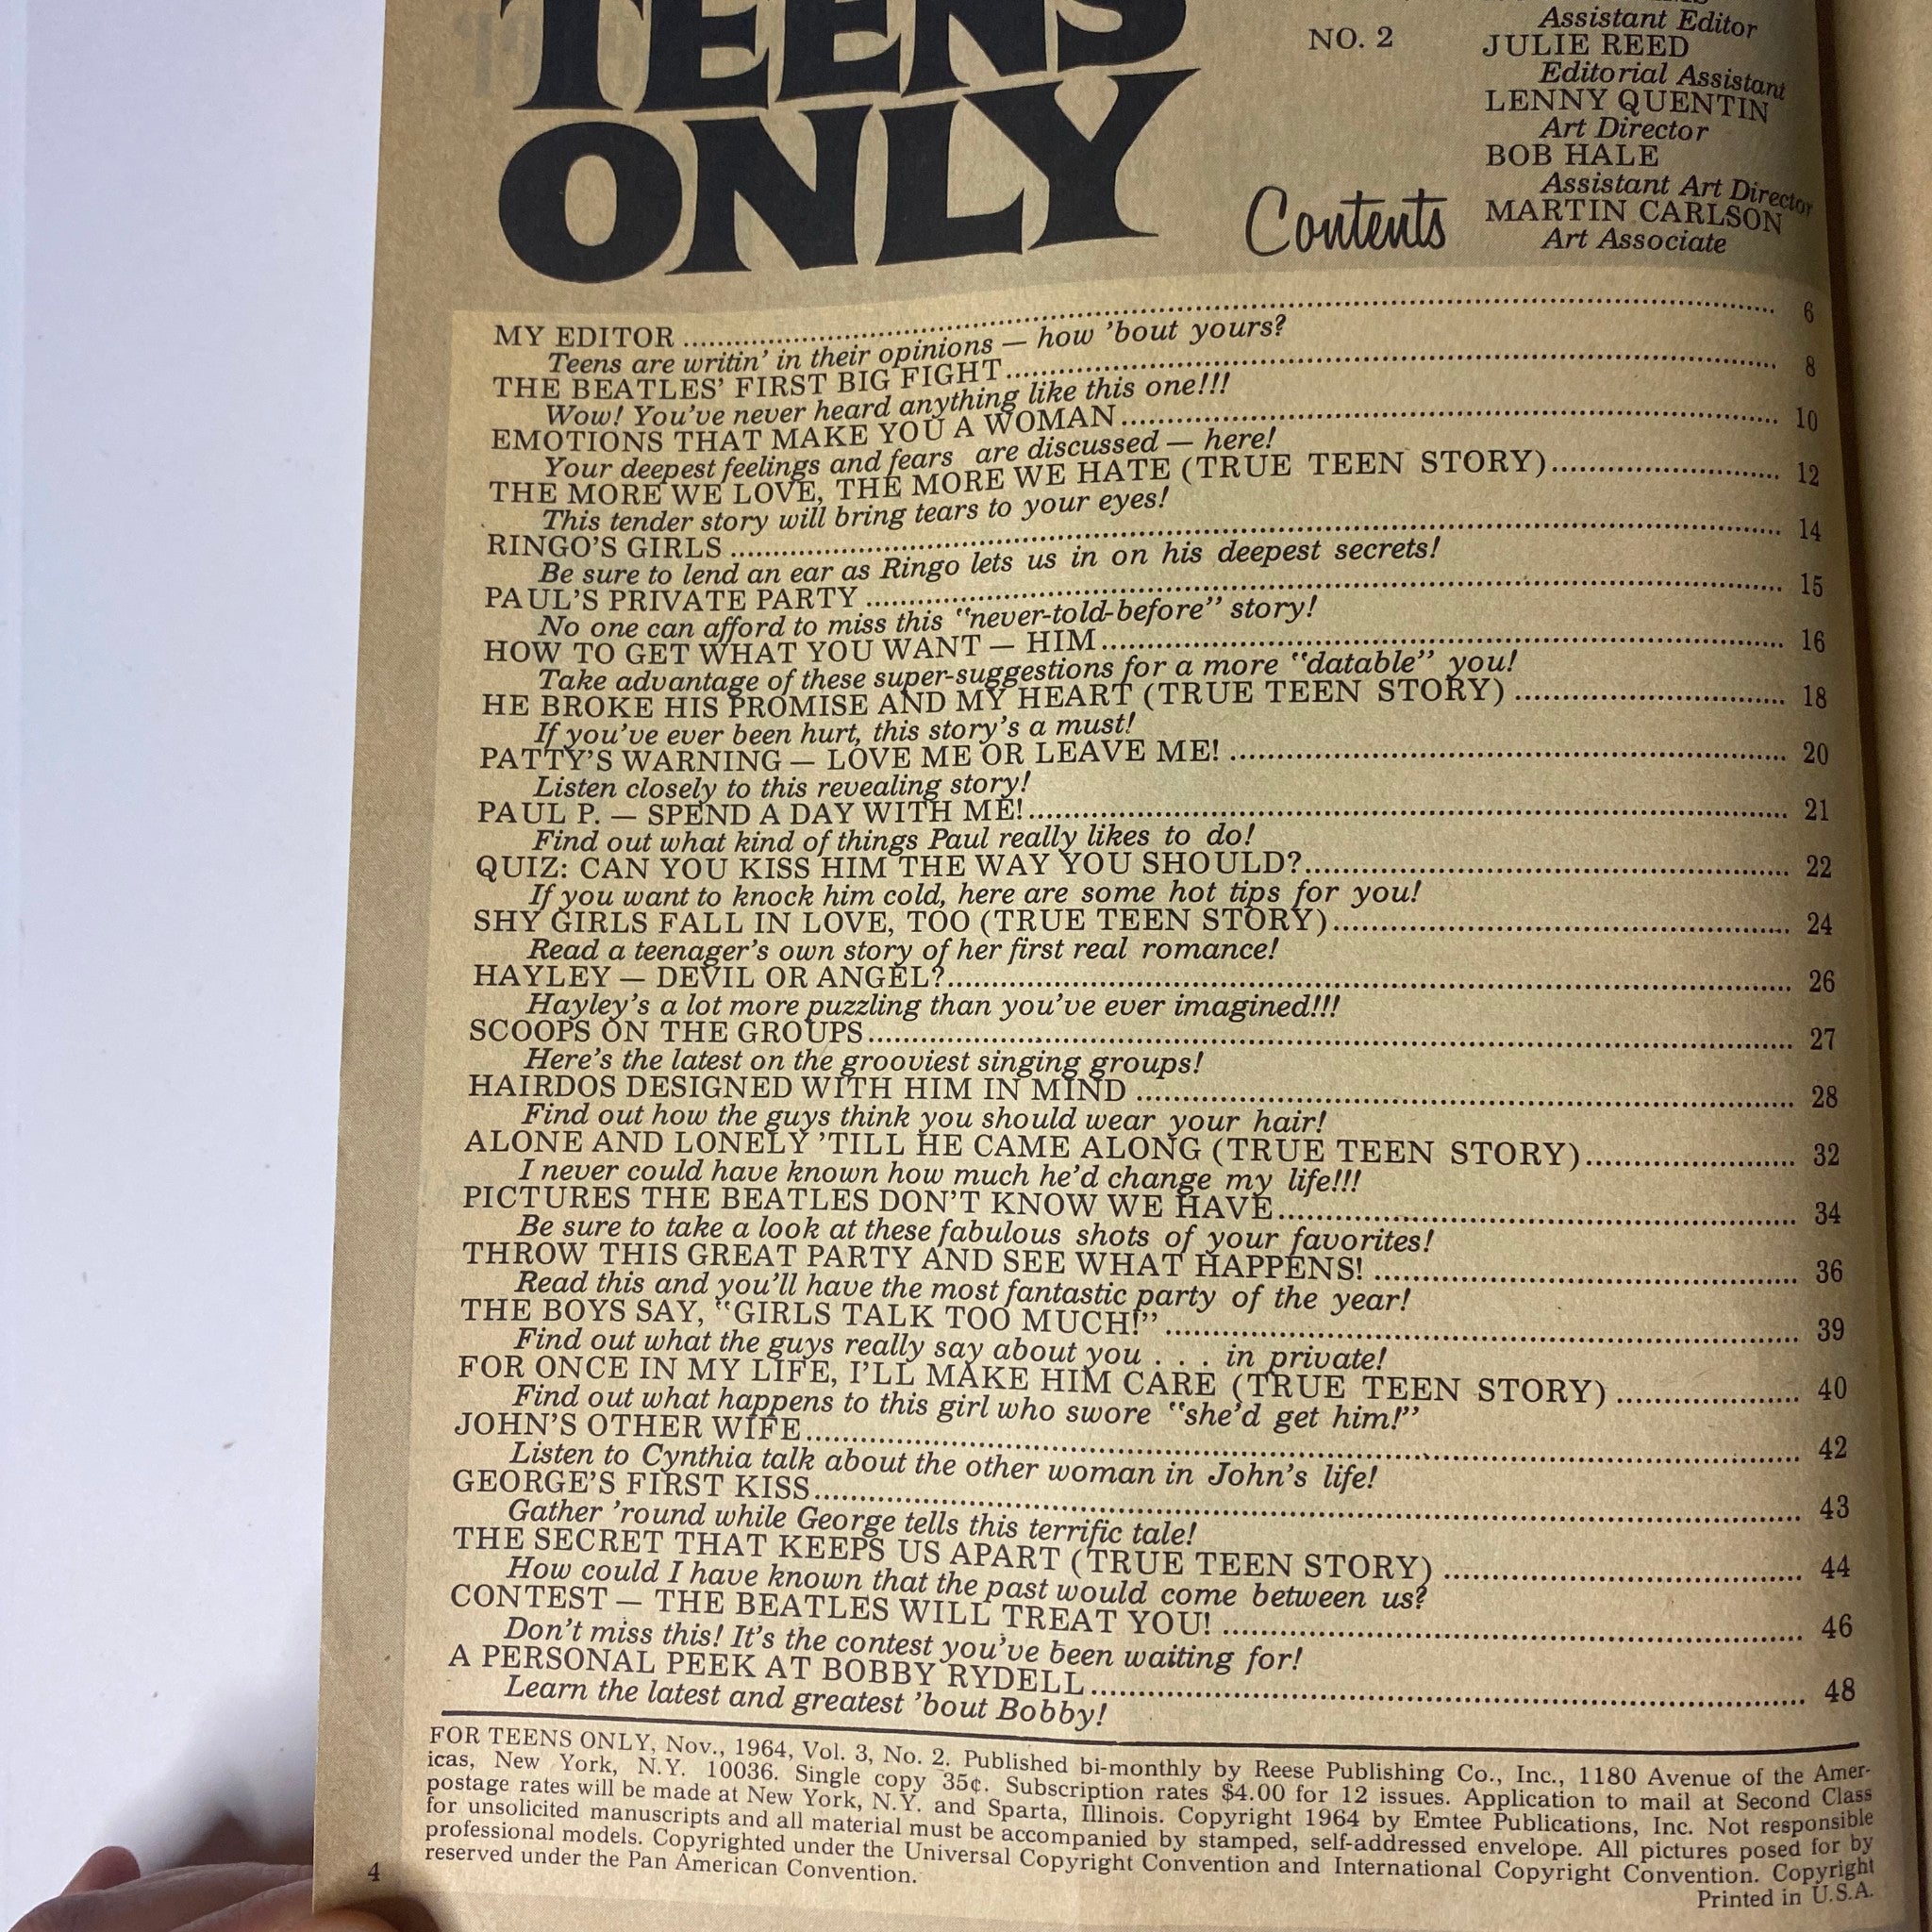 TEENS
ONLY
NO. 2
Assistant Editor
JULIE REED
Editorial Assistant
LENNY QUENTIN
Art Director
BOB HALE
Assistant Art Director
MARTIN CARLSON
Art Associate
Contents
MY EDITOR 6
Teens are writin' in their opinions — how 'bout yours?
THE BEATLES' FIRST BIG FIGHT 8
Wow! You've never heard anything like this one!!!
EMOTIONS THAT MAKE YOU A WOMAN 10
Your deepest feelings and fears are discussed — here!
THE MORE WE LOVE, THE MORE WE HATE (TRUE TEEN STORY) 12
This tender story will bring tears to your eyes!
RINGO'S GIRLS 14
Be sure to lend an ear as Ringo lets us in on his deepest secrets!
PAUL'S PRIVATE PARTY 15
No one can afford to miss this "never-told-before" story!
HOW TO GET WHAT YOU WANT — HIM 16
Take advantage of these super-suggestions for a more "datable" you!
HE BROKE HIS PROMISE AND MY HEART (TRUE TEEN STORY) 18
If you've ever been hurt, this story's a must!
PATTY'S WARNING — LOVE ME OR LEAVE ME! 20
Listen closely to this revealing story!
PAUL P. — SPEND A DAY WITH ME! 21
Find out what kind of things Paul really likes to do!
QUIZ: CAN YOU KISS HIM THE WAY YOU SHOULD? 22
If you want to knock him cold, here are some hot tips for you!
SHY GIRLS FALL IN LOVE, TOO (TRUE TEEN STORY) 24
Read a teenager's own story of her first real romance!
HAYLEY — DEVIL OR ANGEL? 26
Hayley's a lot more puzzling than you've ever imagined!!!
SCOOPS ON THE GROUPS 27
Here's the latest on the grooviest singing groups!
HAIRDOS DESIGNED WITH HIM IN MIND 28
Find out how the guys think you should wear your hair!
ALONE AND LONELY 'TILL HE CAME ALONG (TRUE TEEN STORY) 32
I never could have known how much he'd change my life!!!
PICTURES THE BEATLES DON'T KNOW WE HAVE 34
Be sure to take a look at these fabulous shots of your favorites!
THROW THIS GREAT PARTY AND SEE WHAT HAPPENS! 36
Read this and you'll have the most fantastic party of the year!
THE BOYS SAY, "GIRLS TALK TOO MUCH!" 39
Find out what the guys really say about you . . . in private!
FOR ONCE IN MY LIFE, I'LL MAKE HIM CARE (TRUE TEEN STORY) 40
Find out what happens to this girl who swore "she'd get him!"
JOHN'S OTHER WIFE 42
Listen to Cynthia talk about the other woman in John's life!
GEORGE'S FIRST KISS 43
Gather 'round while George tells this terrific tale!
THE SECRET THAT KEEPS US APART (TRUE TEEN STORY) 44
How could I have known that the past would come between us?
CONTEST — THE BEATLES WILL TREAT YOU! 46
Don't miss this! It's the contest you've been waiting for!
A PERSONAL PEEK AT BOBBY RYDELL 48
Learn the latest and greatest 'bout Bobby!
FOR TEENS ONLY, Nov., 1964, Vol. 3, No. 2. Published bi-monthly by Reese Publishing Co., Inc., 1180 Avenue of the Amer-
icas, New York, N.Y. 10036. Single copy 35¢. Subscription rates $4.00 for 12 issues. Application to mail at Second Class
postage rates will be made at New York, N.Y. and Sparta, Illinois. Copyright 1964 by Emtee Publications, Inc. Not responsible
for unsolicited manuscripts and all material must be accompanied by stamped, self-addressed envelope. All pictures posed for by
professional models. Copyrighted under the Universal Copyright Convention and International Copyright Convention. Copyright
reserved under the Pan American Convention.
Printed in U.S.A.
4